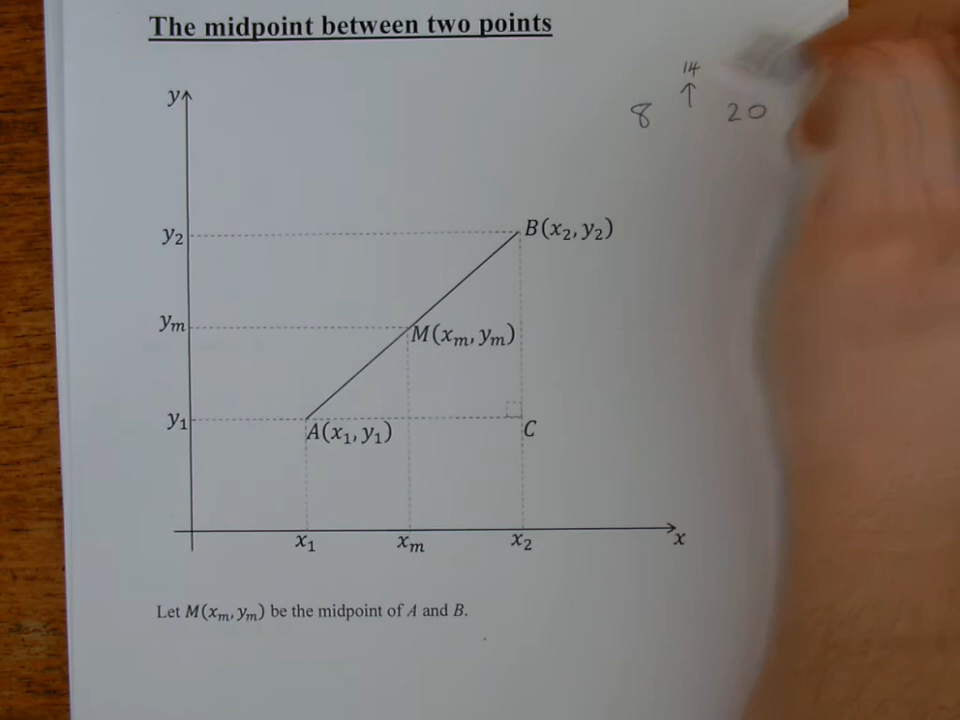 The midpoint between two points
14
↑
8 20
y
y₂
B(x₂, y₂)
yₘ
M(xₘ, yₘ)
y₁
A(x₁, y₁)
C
x₁ xₘ x₂ x
Let M(xₘ, yₘ) be the midpoint of A and B.